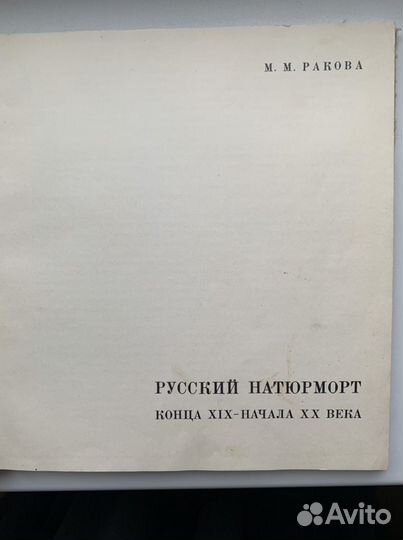 М. М. РАКОВА
РУССКИЙ НАТЮРМОРТ
КОНЦА XIX–НАЧАЛА XX ВЕКА
Avito